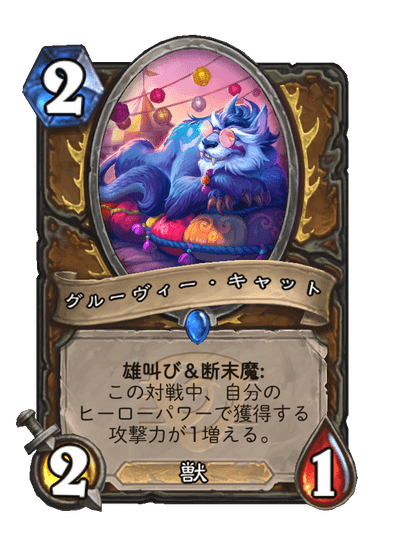 2
グルーヴィー・キャット
雄叫び&断末魔:
この対戦中、自分の
ヒーローパワーで獲得する
攻撃力が1増える。
2
獣
1